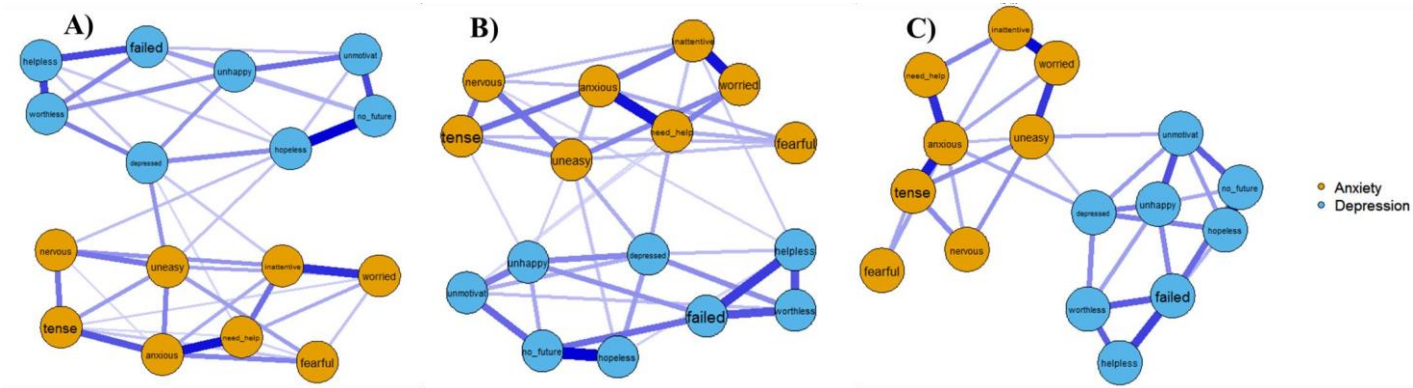 A)
failed
helpless
unmotivat
unhappy
worthless
no_future
hopeless
depressed
nervous
uneasy
inattentive
worried
tense
need_help
anxious
fearful
B)
inattentive
nervous
anxious
worried
tense
need_help
fearful
uneasy
helpless
unhappy
depressed
unmotivat
failed
worthless
no_future
hopeless
C)
inattentive
need_help
worried
anxious
uneasy
unmotivat
tense
no_future
unhappy
depressed
hopeless
nervous
fearful
failed
worthless
helpless
Anxiety
Depression